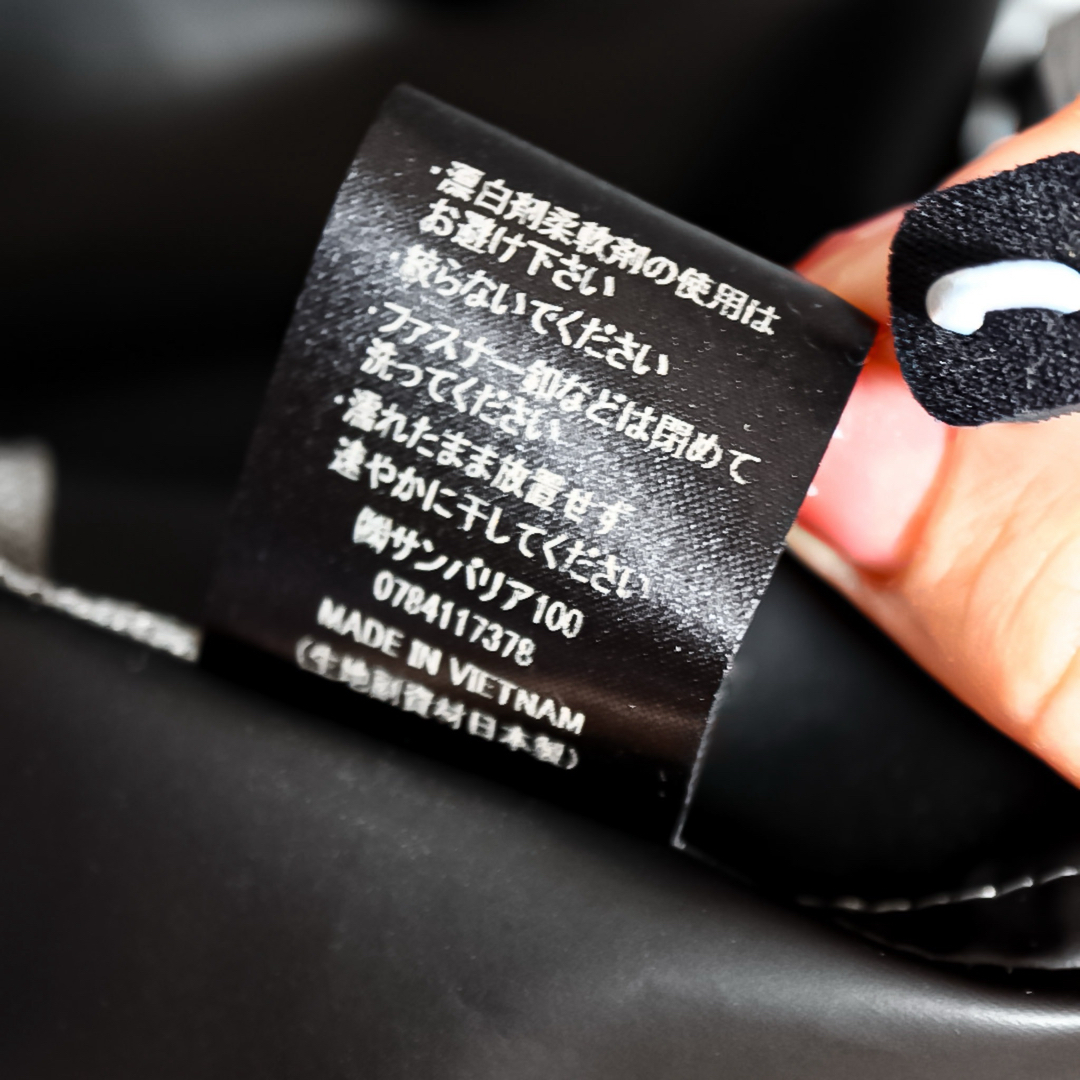 ・漂白剤柔軟剤の使用は
お避け下さい
・絞らないでください
・ファスナー釦などは閉めて
洗ってください
・濡れたまま放置せず
速やかに干してください
㈱サンバリア100
0784117378
MADE IN VIETNAM
(生地副資材日本製)